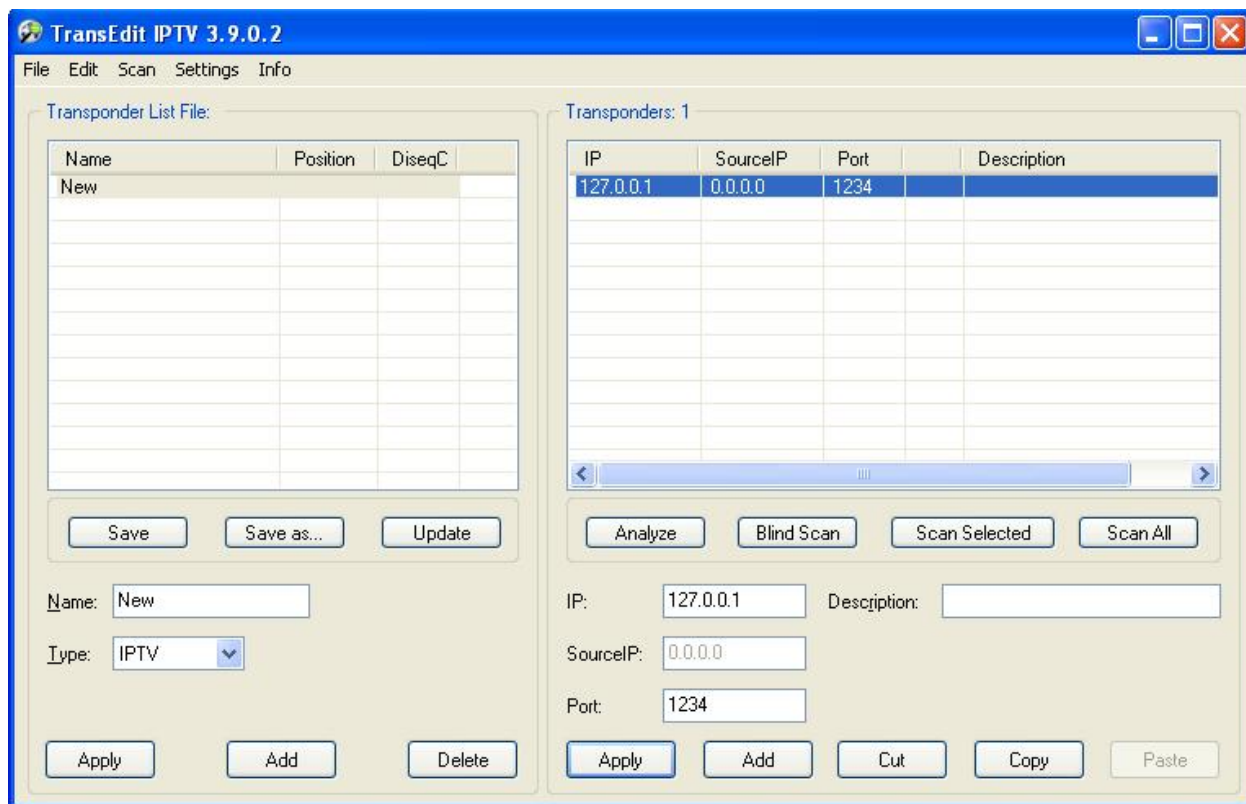 TransEdit IPTV 3.9.0.2
File Edit Scan Settings Info
Transponder List File:
Name Position DiseqC
New
Save Save as... Update
Name: New
Type: IPTV
Apply Add Delete
Transponders: 1
IP SourceIP Port Description
127.0.0.1 0.0.0.0 1234
Analyze Blind Scan Scan Selected Scan All
IP: 127.0.0.1 Description:
SourceIP: 0.0.0.0
Port: 1234
Apply Add Cut Copy Paste